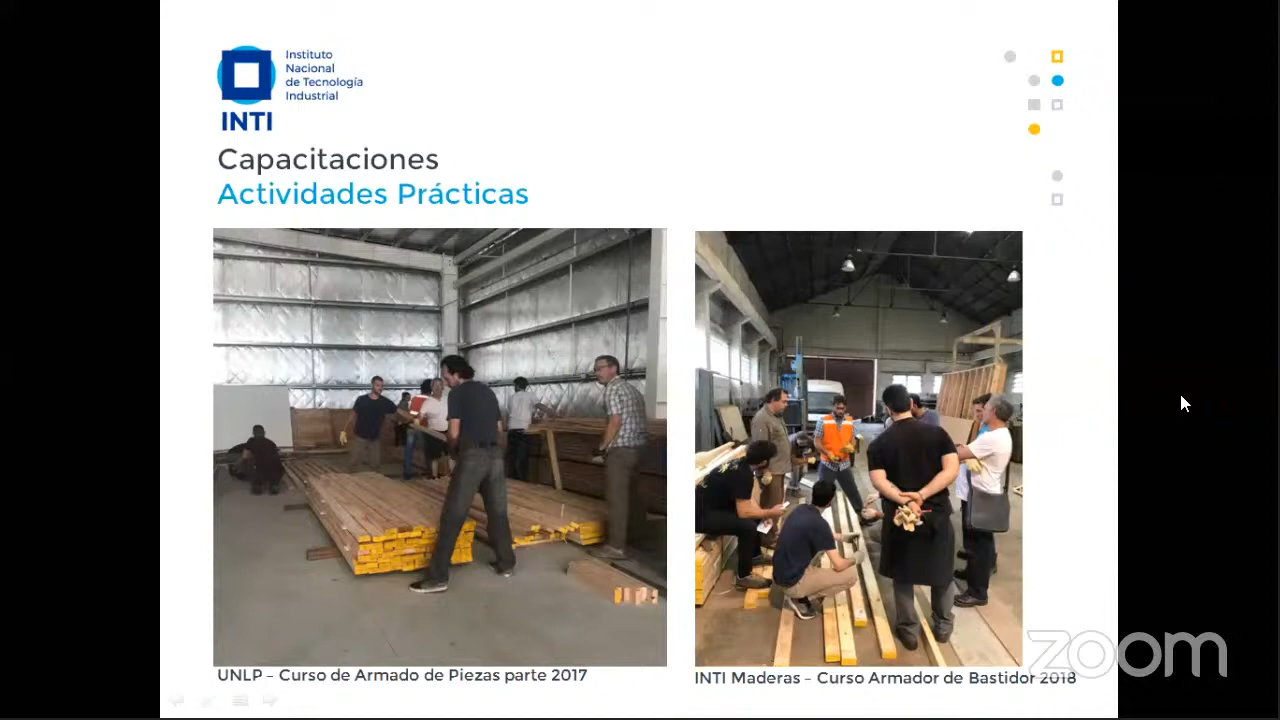 Instituto
Nacional
de Tecnología
Industrial
INTI
Capacitaciones
Actividades Prácticas
UNLP – Curso de Armado de Piezas parte 2017
INTI Maderas – Curso Armador de Bastidor 2018
zoom